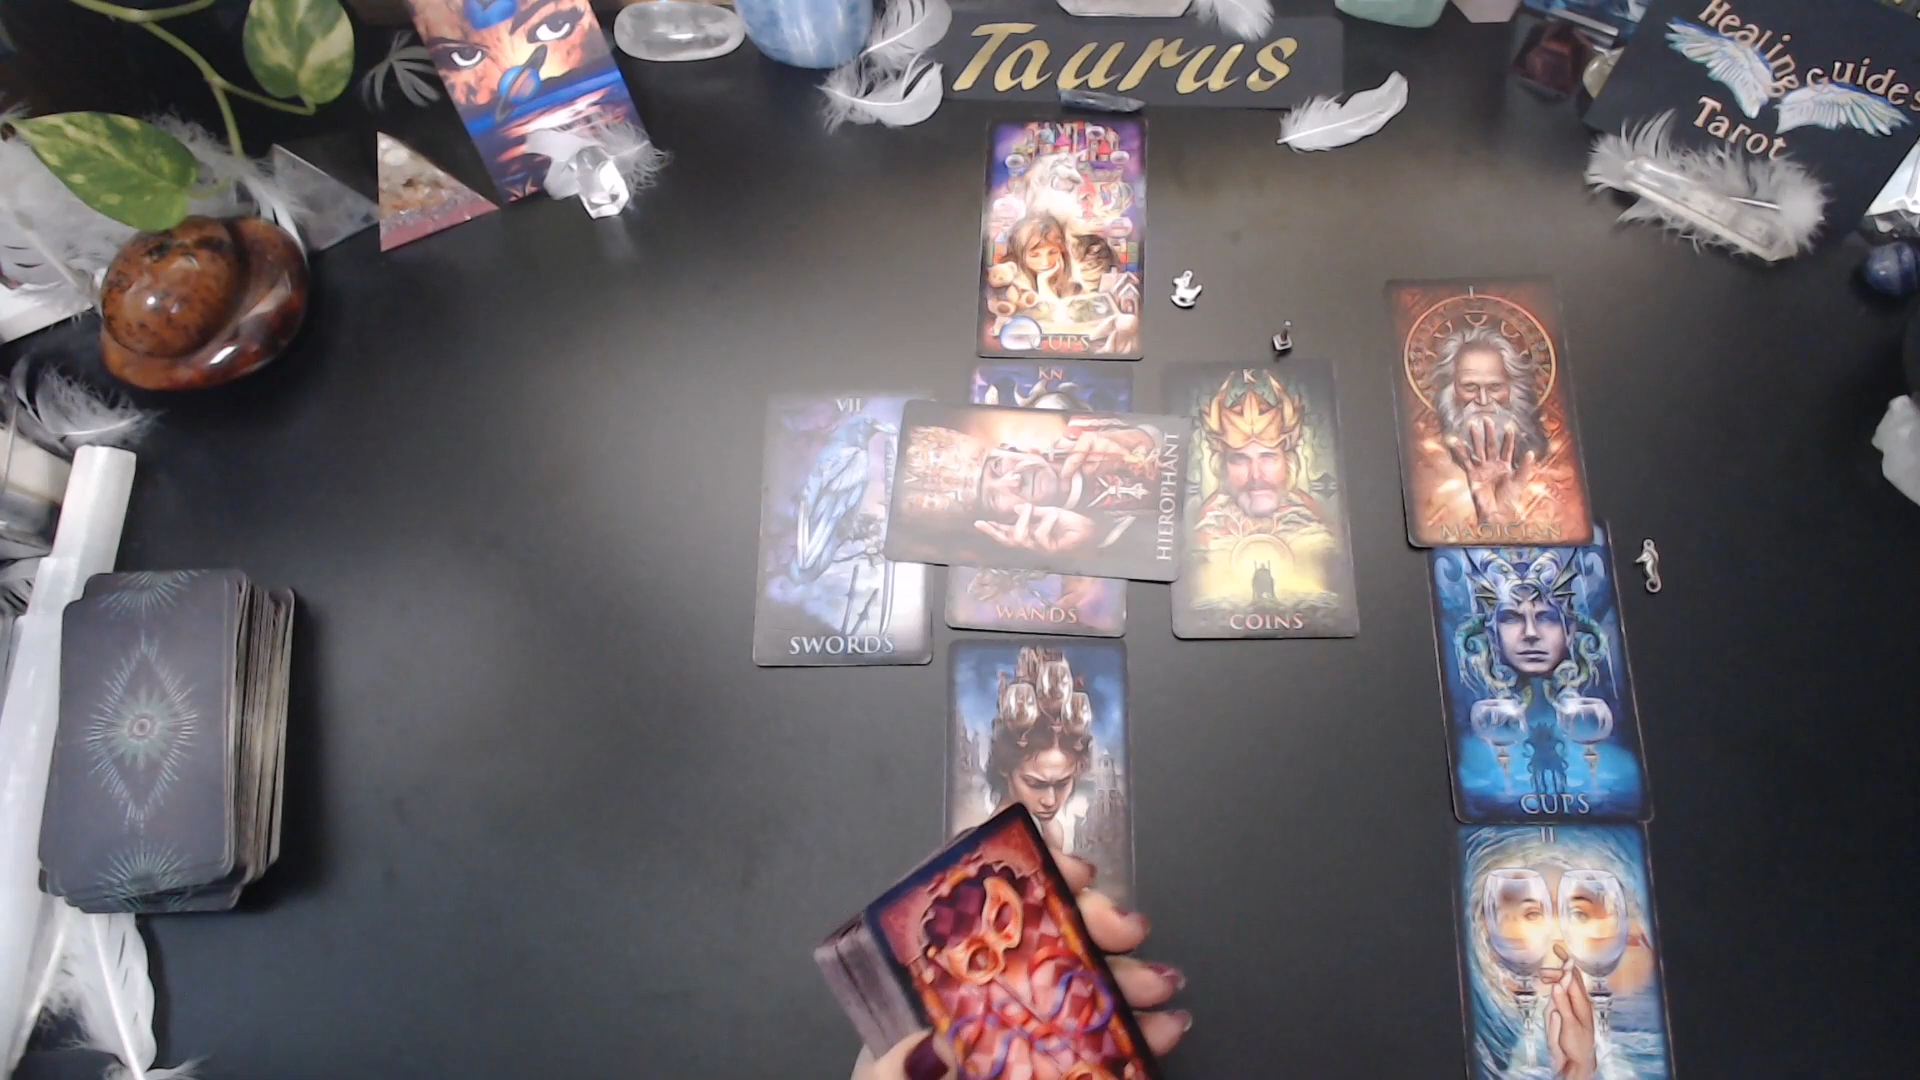 Taurus
Healing
Guides
Tarot
CUPS
KN
WANDS
VII
SWORDS
HIEROPHANT
K
COINS
I
MAGICIAN
CUPS
II